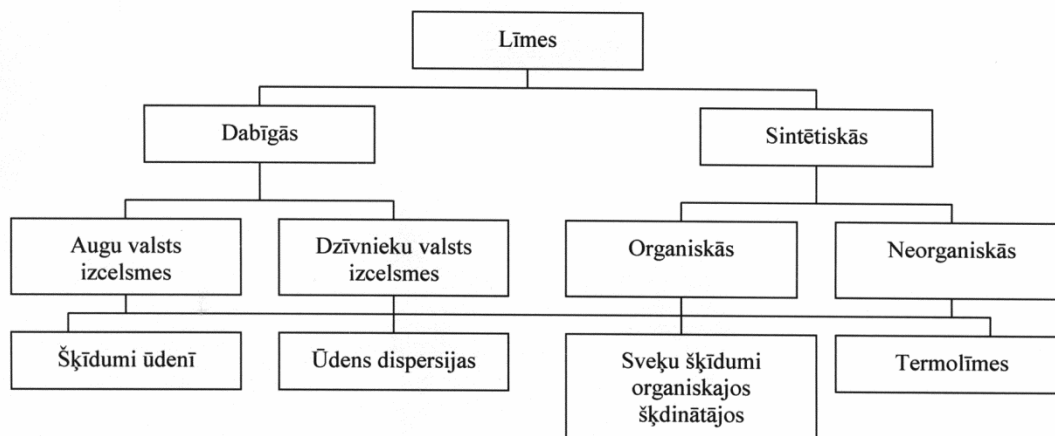 Līmes
Dabīgās
Sintētiskās
Augu valsts
izcelsmes
Dzīvnieku valsts
izcelsmes
Organiskās
Neorganiskās
Šķīdumi ūdenī
Ūdens dispersijas
Sveķu šķīdumi
organiskajos
šķdinātājos
Termolīmes